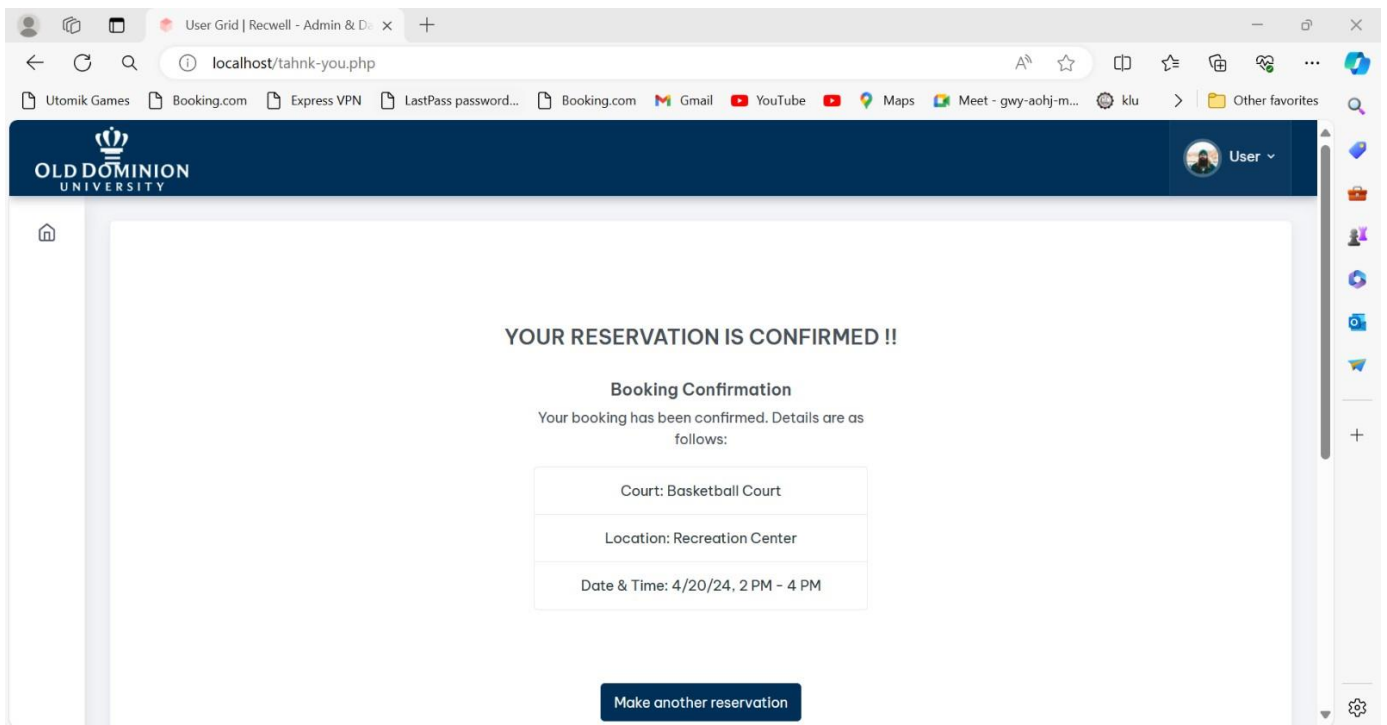 User Grid | Recwell - Admin & Da
localhost/tahnk-you.php
Utomik Games Booking.com Express VPN LastPass password... Booking.com Gmail YouTube Maps Meet - gwy-aohj-m... klu Other favorites
OLD DOMINION
UNIVERSITY
User
YOUR RESERVATION IS CONFIRMED !!
Booking Confirmation
Your booking has been confirmed. Details are as
follows:
Court: Basketball Court
Location: Recreation Center
Date & Time: 4/20/24, 2 PM - 4 PM
Make another reservation